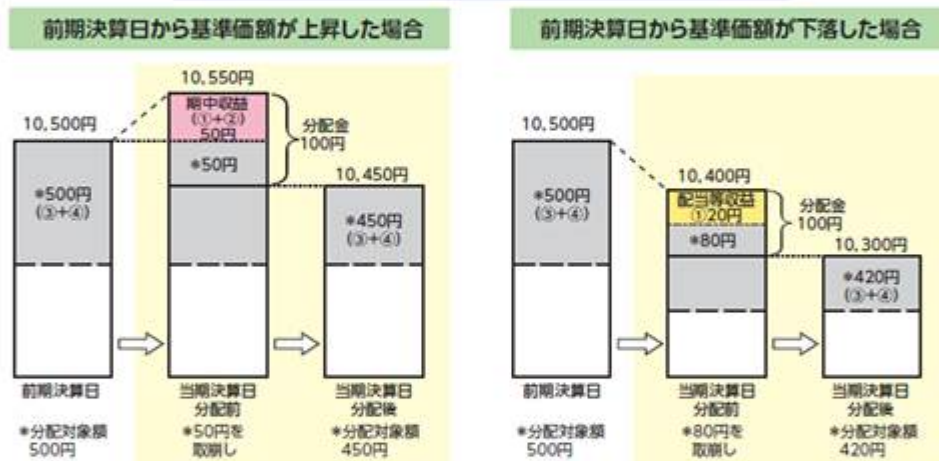 前期決算日から基準価額が上昇した場合
10,550円
10,500円
期中収益
(①+②)
50円
分配金
100円
*50円
*500円
(③+④)
10,450円
*450円
(③+④)
前期決算日
当期決算日
分配前
当期決算日
分配後
*分配対象額
500円
*50円を
取崩し
*分配対象額
450円
前期決算日から基準価額が下落した場合
10,500円
*500円
(③+④)
10,400円
配当等収益
①20円
分配金
100円
*80円
10,300円
*420円
(③+④)
前期決算日
当期決算日
分配前
当期決算日
分配後
*分配対象額
500円
*80円を
取崩し
*分配対象額
420円